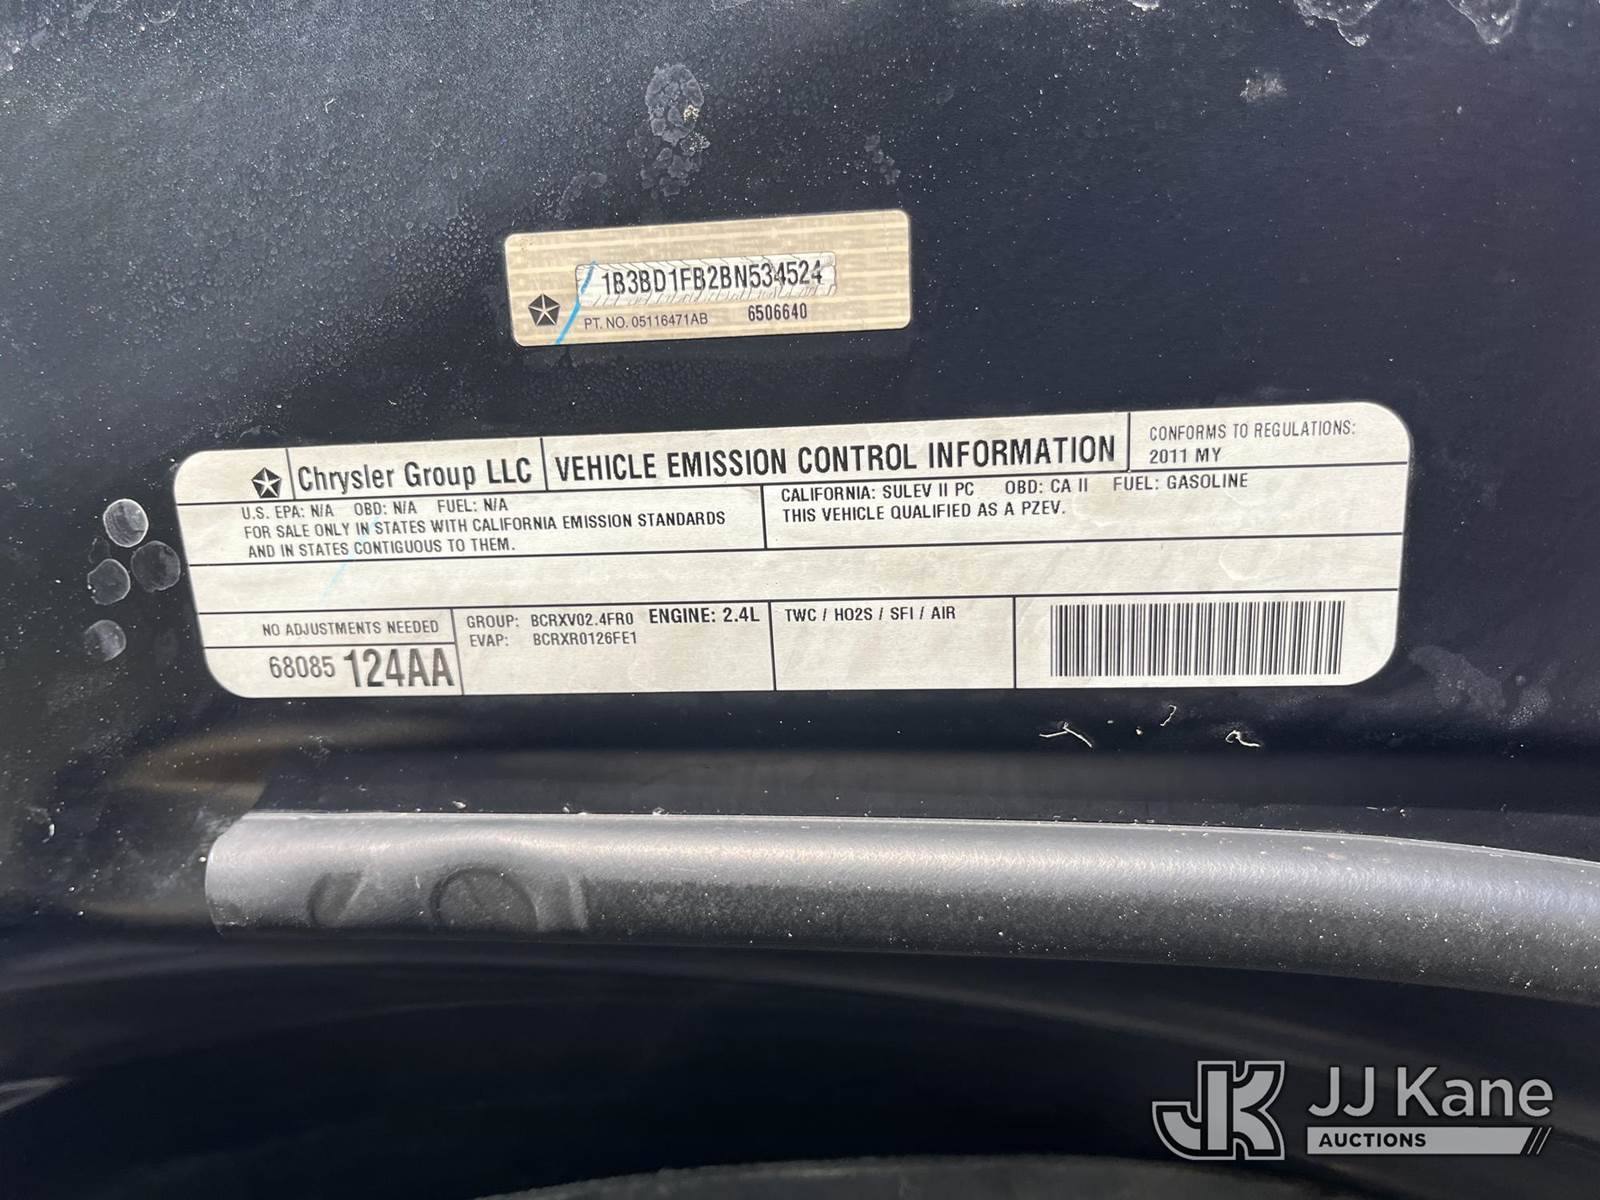 1B3BD1FB2BN534524
PT. NO. 05116471AB 6506640
Chrysler Group LLC VEHICLE EMISSION CONTROL INFORMATION CONFORMS TO REGULATIONS:
2011 MY
U.S. EPA: N/A OBD: N/A FUEL: N/A
FOR SALE ONLY IN STATES WITH CALIFORNIA EMISSION STANDARDS
AND IN STATES CONTIGUOUS TO THEM.
CALIFORNIA: SULEV II PC OBD: CA II FUEL: GASOLINE
THIS VEHICLE QUALIFIED AS A PZEV.
NO ADJUSTMENTS NEEDED
68085 124AA
GROUP: BCRXV02.4FR0 ENGINE: 2.4L
EVAP: BCRXR0126FE1
TWC / HO2S / SFI / AIR
JK JJ Kane
AUCTIONS